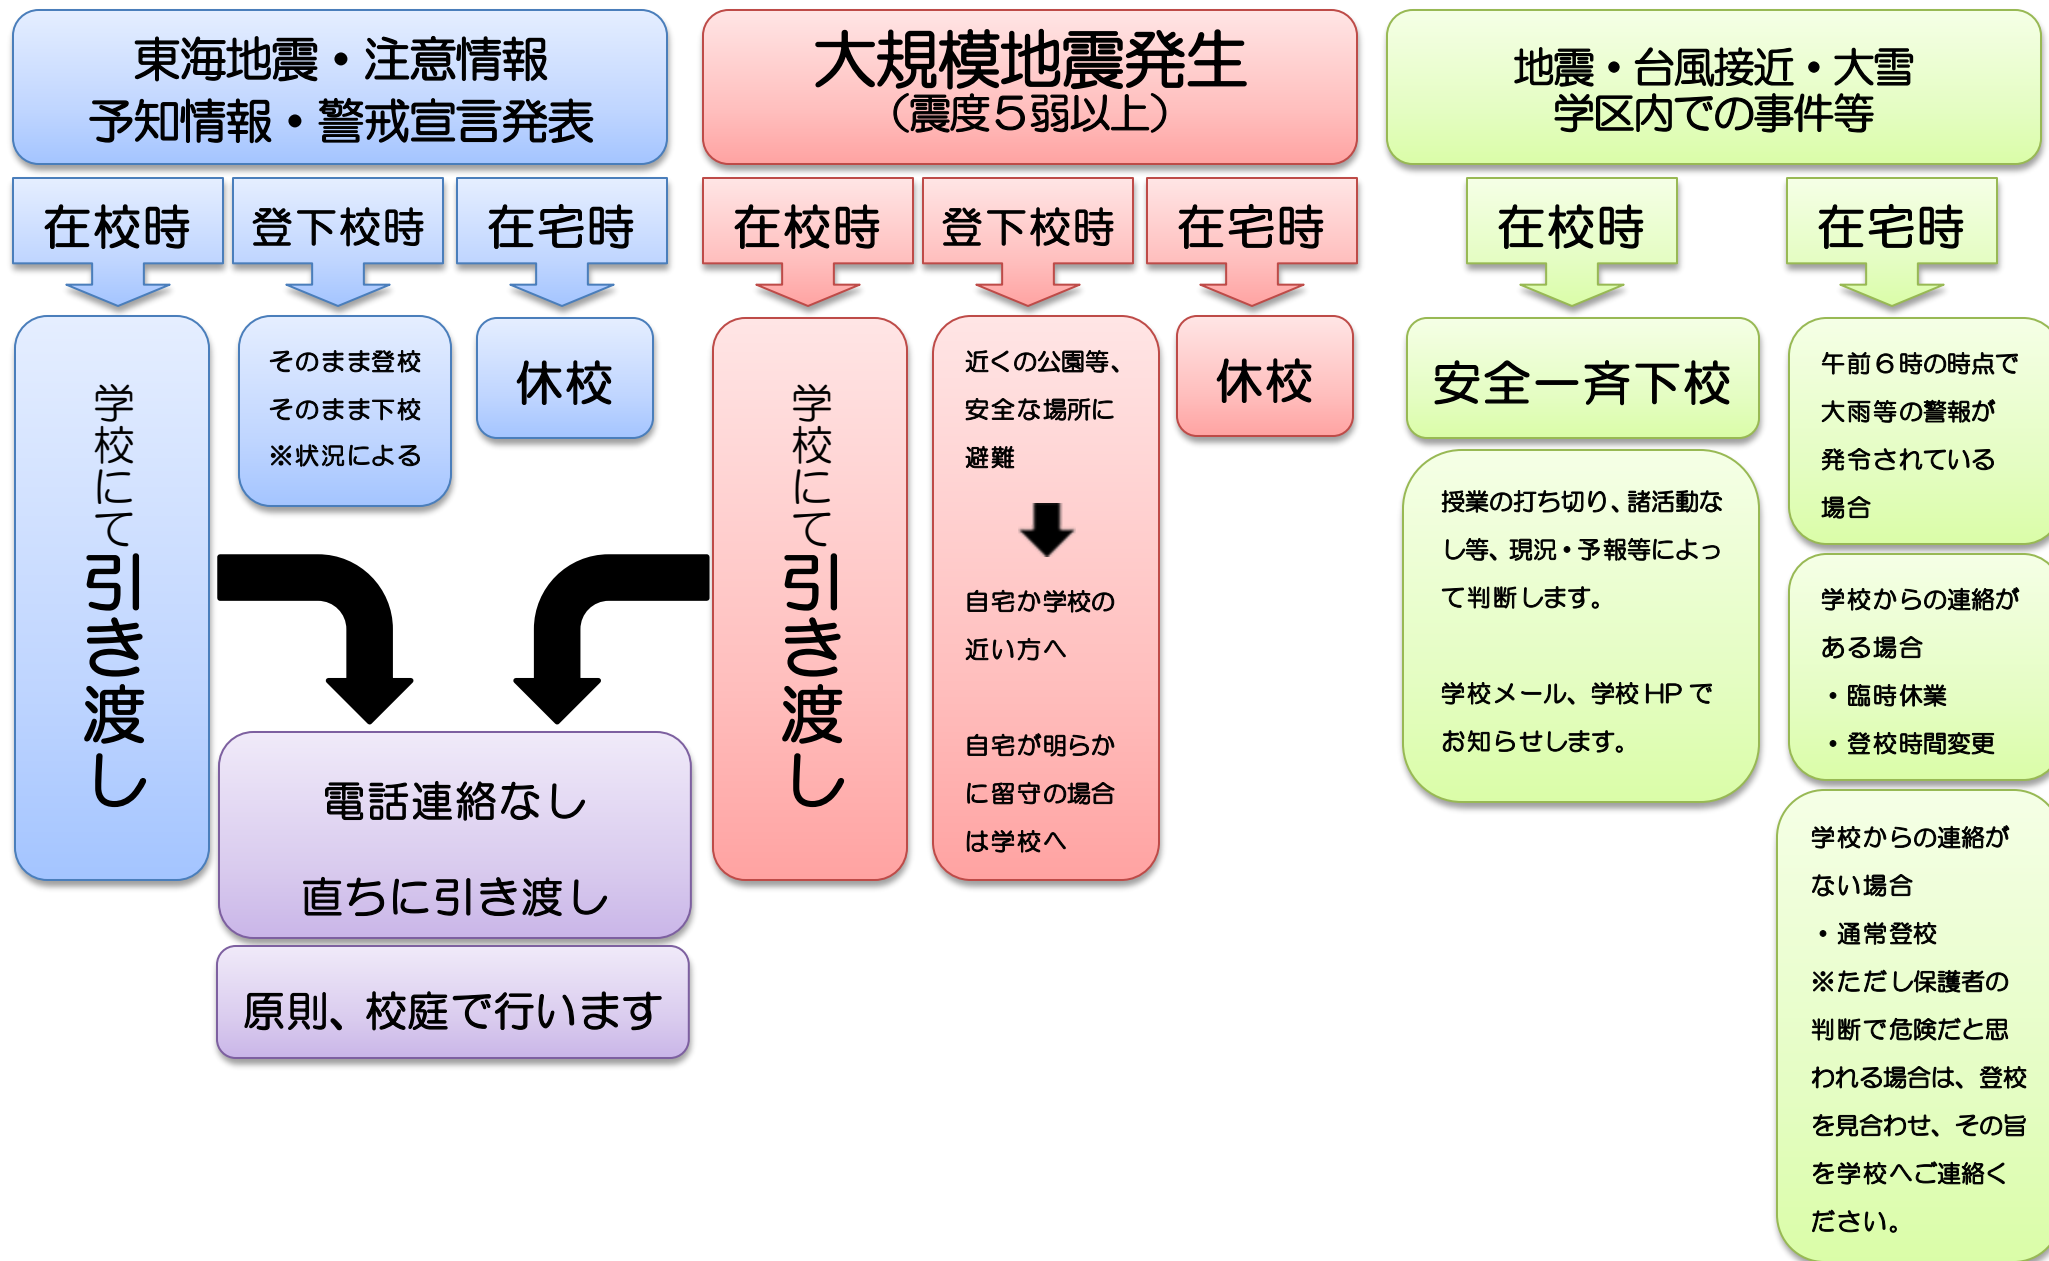 東海地震・注意情報
予知情報・警戒宣言発表
在校時
登下校時
在宅時
学校にて引き渡し
そのまま登校
そのまま下校
※状況による
休校
大規模地震発生
（震度５弱以上）
在校時
登下校時
在宅時
学校にて引き渡し
近くの公園等、
安全な場所に
避難
自宅か学校の
近い方へ
自宅が明らか
に留守の場合
は学校へ
休校
電話連絡なし
直ちに引き渡し
原則、校庭で行います
地震・台風接近・大雪
学区内での事件等
在校時
在宅時
安全一斉下校
授業の打ち切り、諸活動な
し等、現況・予報等によっ
て判断します。
学校メール、学校 HP で
お知らせします。
午前６時の時点で
大雨等の警報が
発令されている
場合
学校からの連絡が
ある場合
・臨時休業
・登校時間変更
学校からの連絡が
ない場合
・通常登校
※ただし保護者の
判断で危険だと思
われる場合は、登校
を見合わせ、その旨
を学校へご連絡く
ださい。